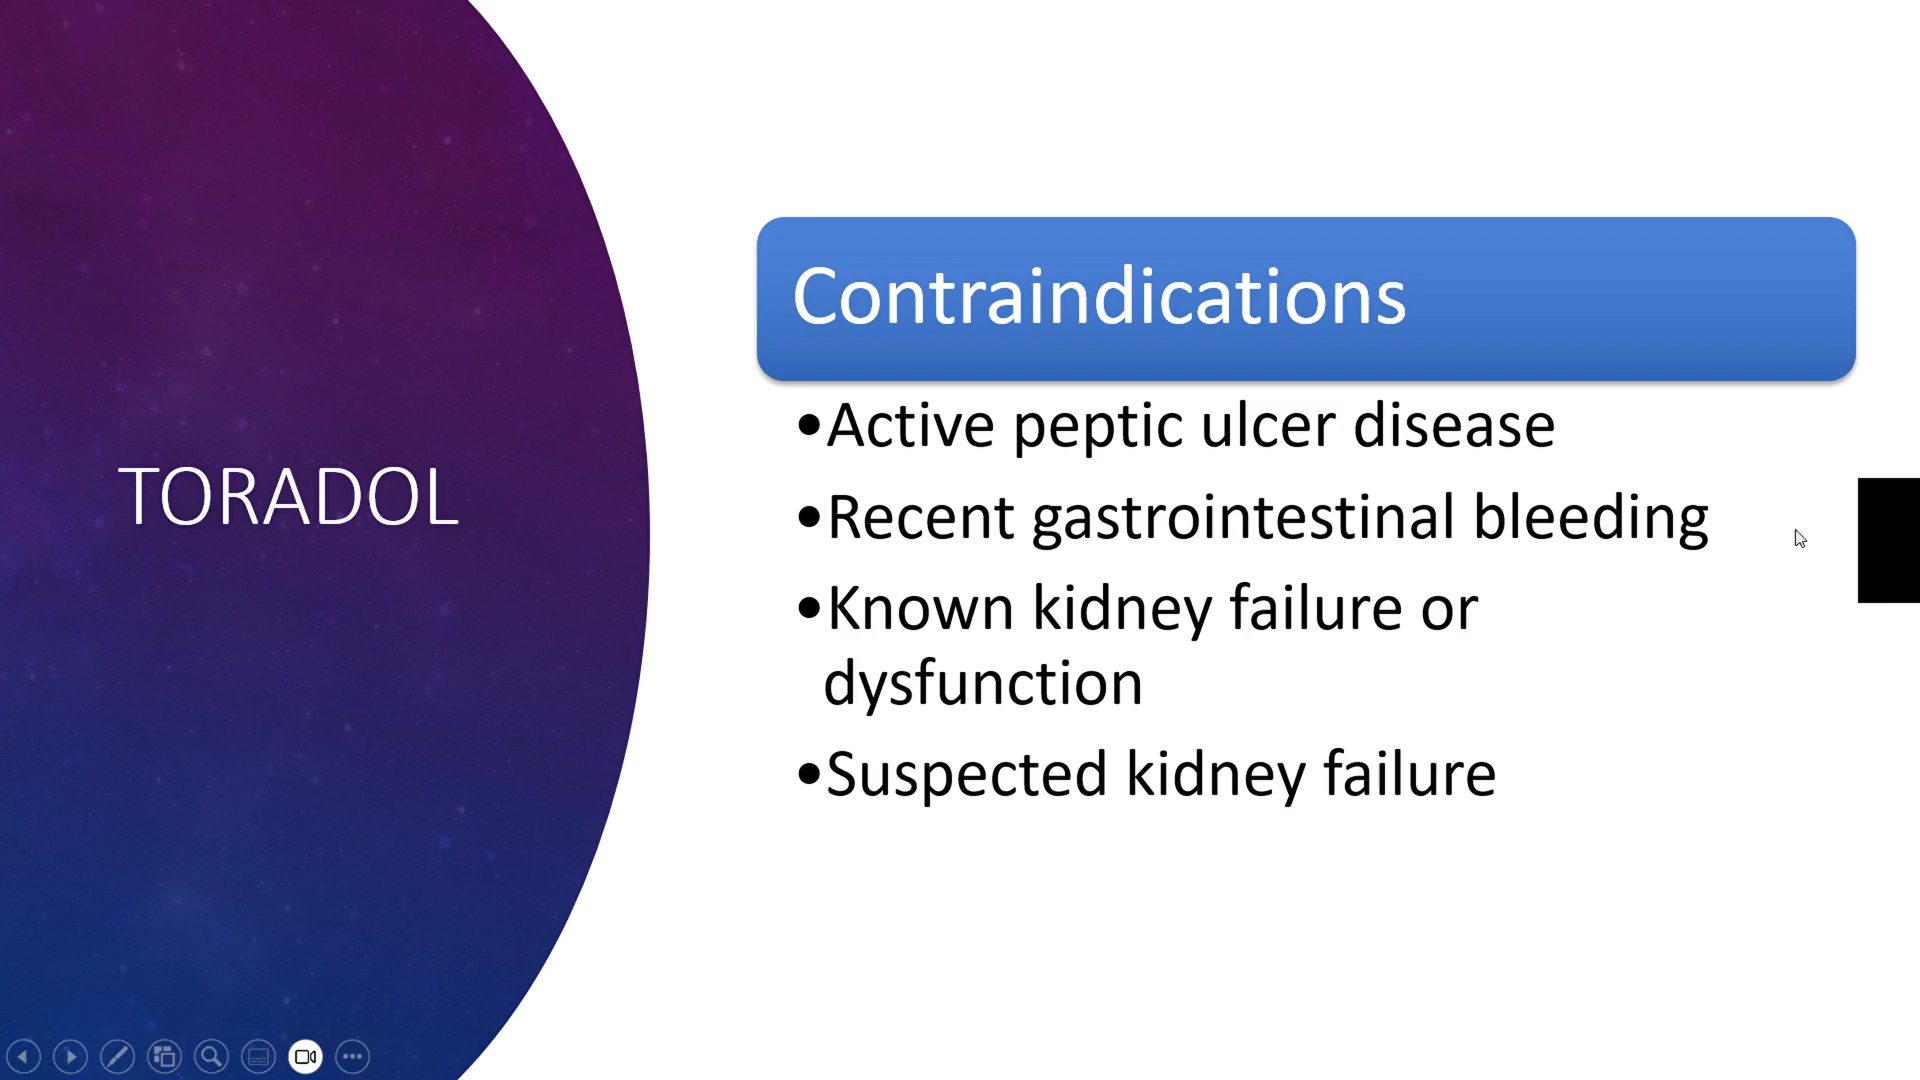 TORADOL
Contraindications
•Active peptic ulcer disease
•Recent gastrointestinal bleeding
•Known kidney failure or
dysfunction
•Suspected kidney failure